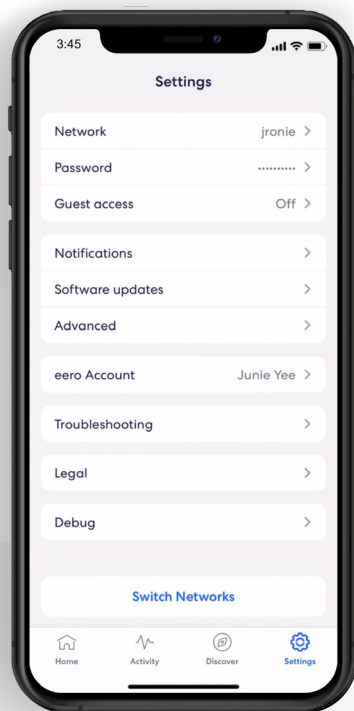 3:45
Settings
Network jronie
Password ..........
Guest access Off
Notifications
Software updates
Advanced
eero Account Junie Yee
Troubleshooting
Legal
Debug
Switch Networks
Home Activity Discover Settings